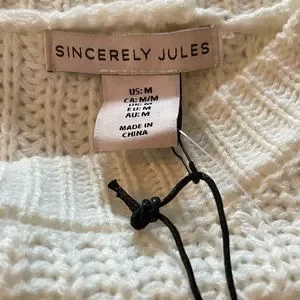 SINCERELY JULES
US: M
CA: M/M
EU: M
AU: M
MADE IN
CHINA